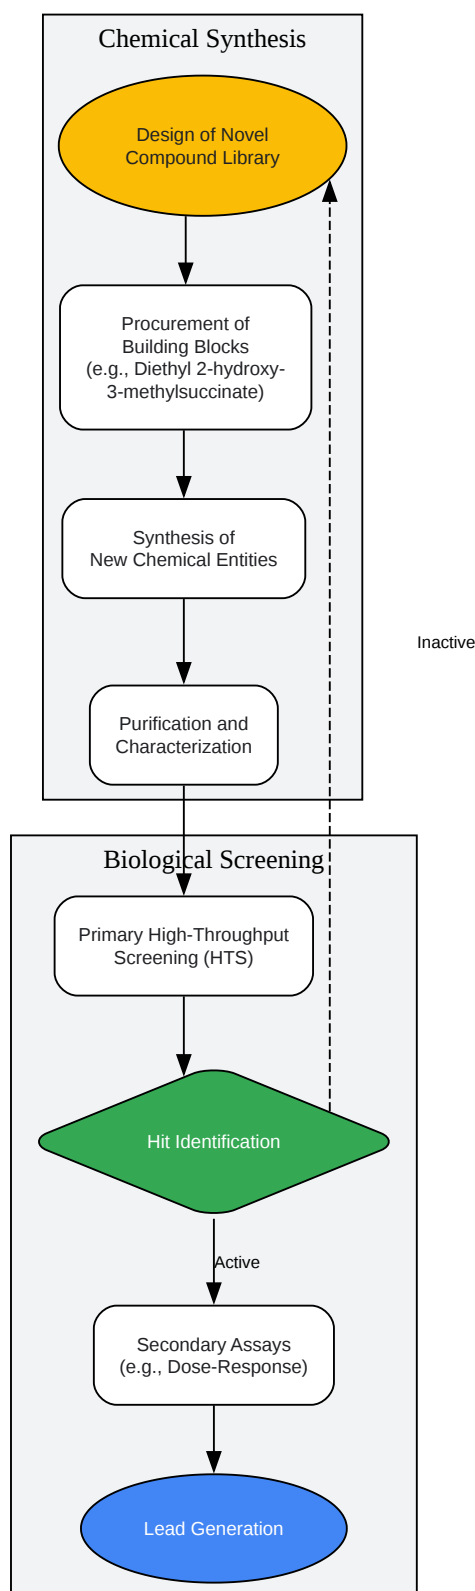 Chemical Synthesis
Design of Novel
Compound Library
Procurement of
Building Blocks
(e.g., Diethyl 2-hydroxy-
3-methylsuccinate)
Synthesis of
New Chemical Entities
Inactive
Purification and
Characterization
Biological Screening
Primary High-Throughput
Screening (HTS)
Hit Identification
Active
Secondary Assays
(e.g., Dose-Response)
Lead Generation